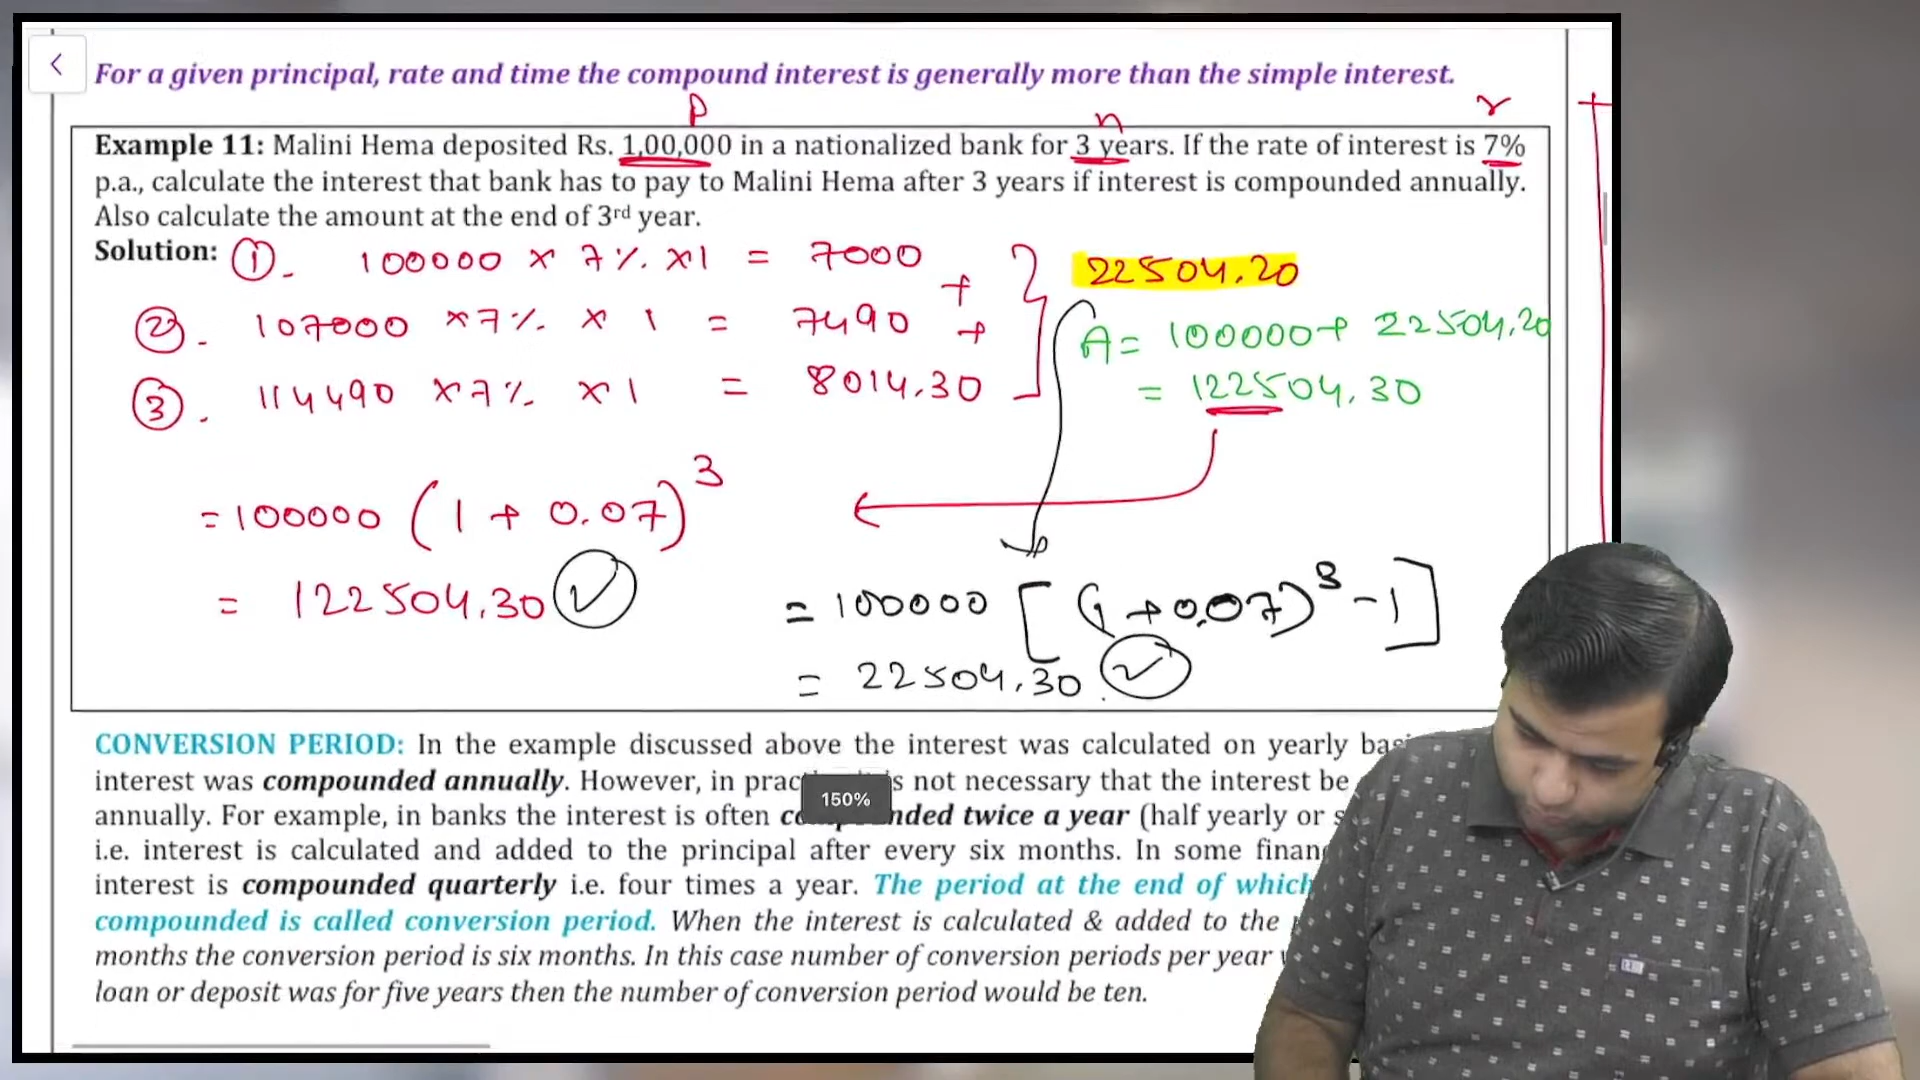 For a given principal, rate and time the compound interest is generally more than the simple interest.
p n r
Example 11: Malini Hema deposited Rs. 1,00,000 in a nationalized bank for 3 years. If the rate of interest is 7%
p.a., calculate the interest that bank has to pay to Malini Hema after 3 years if interest is compounded annually.
Also calculate the amount at the end of 3rd year.
Solution: ①. 100000 × 7% × 1 = 7000 +
②. 107000 × 7% × 1 = 7490 +
③. 114490 × 7% × 1 = 8014.30
22504.20
A = 100000 + 22504.20
= 122504.30
= 100000 (1 + 0.07)³
= 122504.30 ✓
= 100000 [(1 + 0.07)³ - 1]
= 22504.30 ✓
CONVERSION PERIOD: In the example discussed above the interest was calculated on yearly
interest was compounded annually. However, in is not necessary that the interest be
annually. For example, in banks the interest is often twice a year (half yearly or
i.e. interest is calculated and added to the principal after every six months. In some
interest is compounded quarterly i.e. four times a year. The period at the end of which
compounded is called conversion period. When the interest is calculated & added to the
months the conversion period is six months. In this case number of conversion periods per year
loan or deposit was for five years then the number of conversion period would be ten.
150%